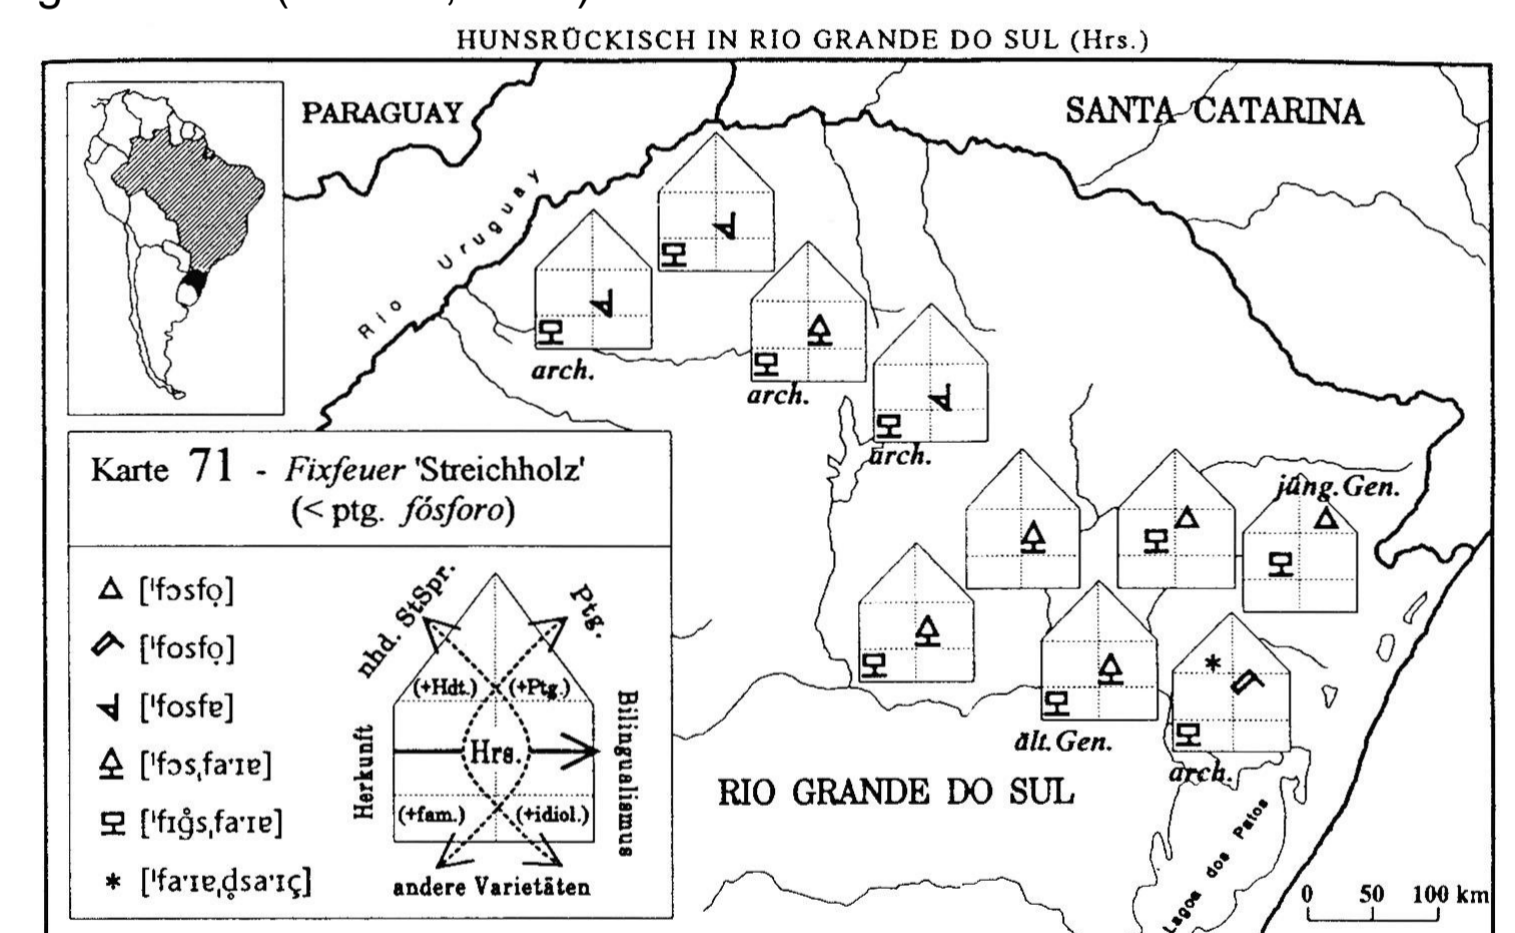 HUNSRÜCKISCH IN RIO GRANDE DO SUL (Hrs.)
PARAGUAY
SANTA CATARINA
Rio Uruguay
arch.
arch.
arch.
jüng. Gen.
ält. Gen.
arch.
RIO GRANDE DO SUL
Lagoa dos Patos
0 50 100 km
Karte 71 - Fixfeuer 'Streichholz'
(< ptg. fósforo)
[ˈfɔsfo̩]
[ˈfosfo̩]
[ˈfosfɐ]
[ˈfɔsˌfaˑɪɐ]
[ˈfɪg̊sˌfaˑɪɐ]
[ˈfaˑɪɐˌd̥saˑɪç]
nhd. StSpr.
Ptg.
(+Hdt.) (+Ptg.)
Herkunft
Hrs.
Bilingualismus
(+fam.) (+idiol.)
andere Varietäten